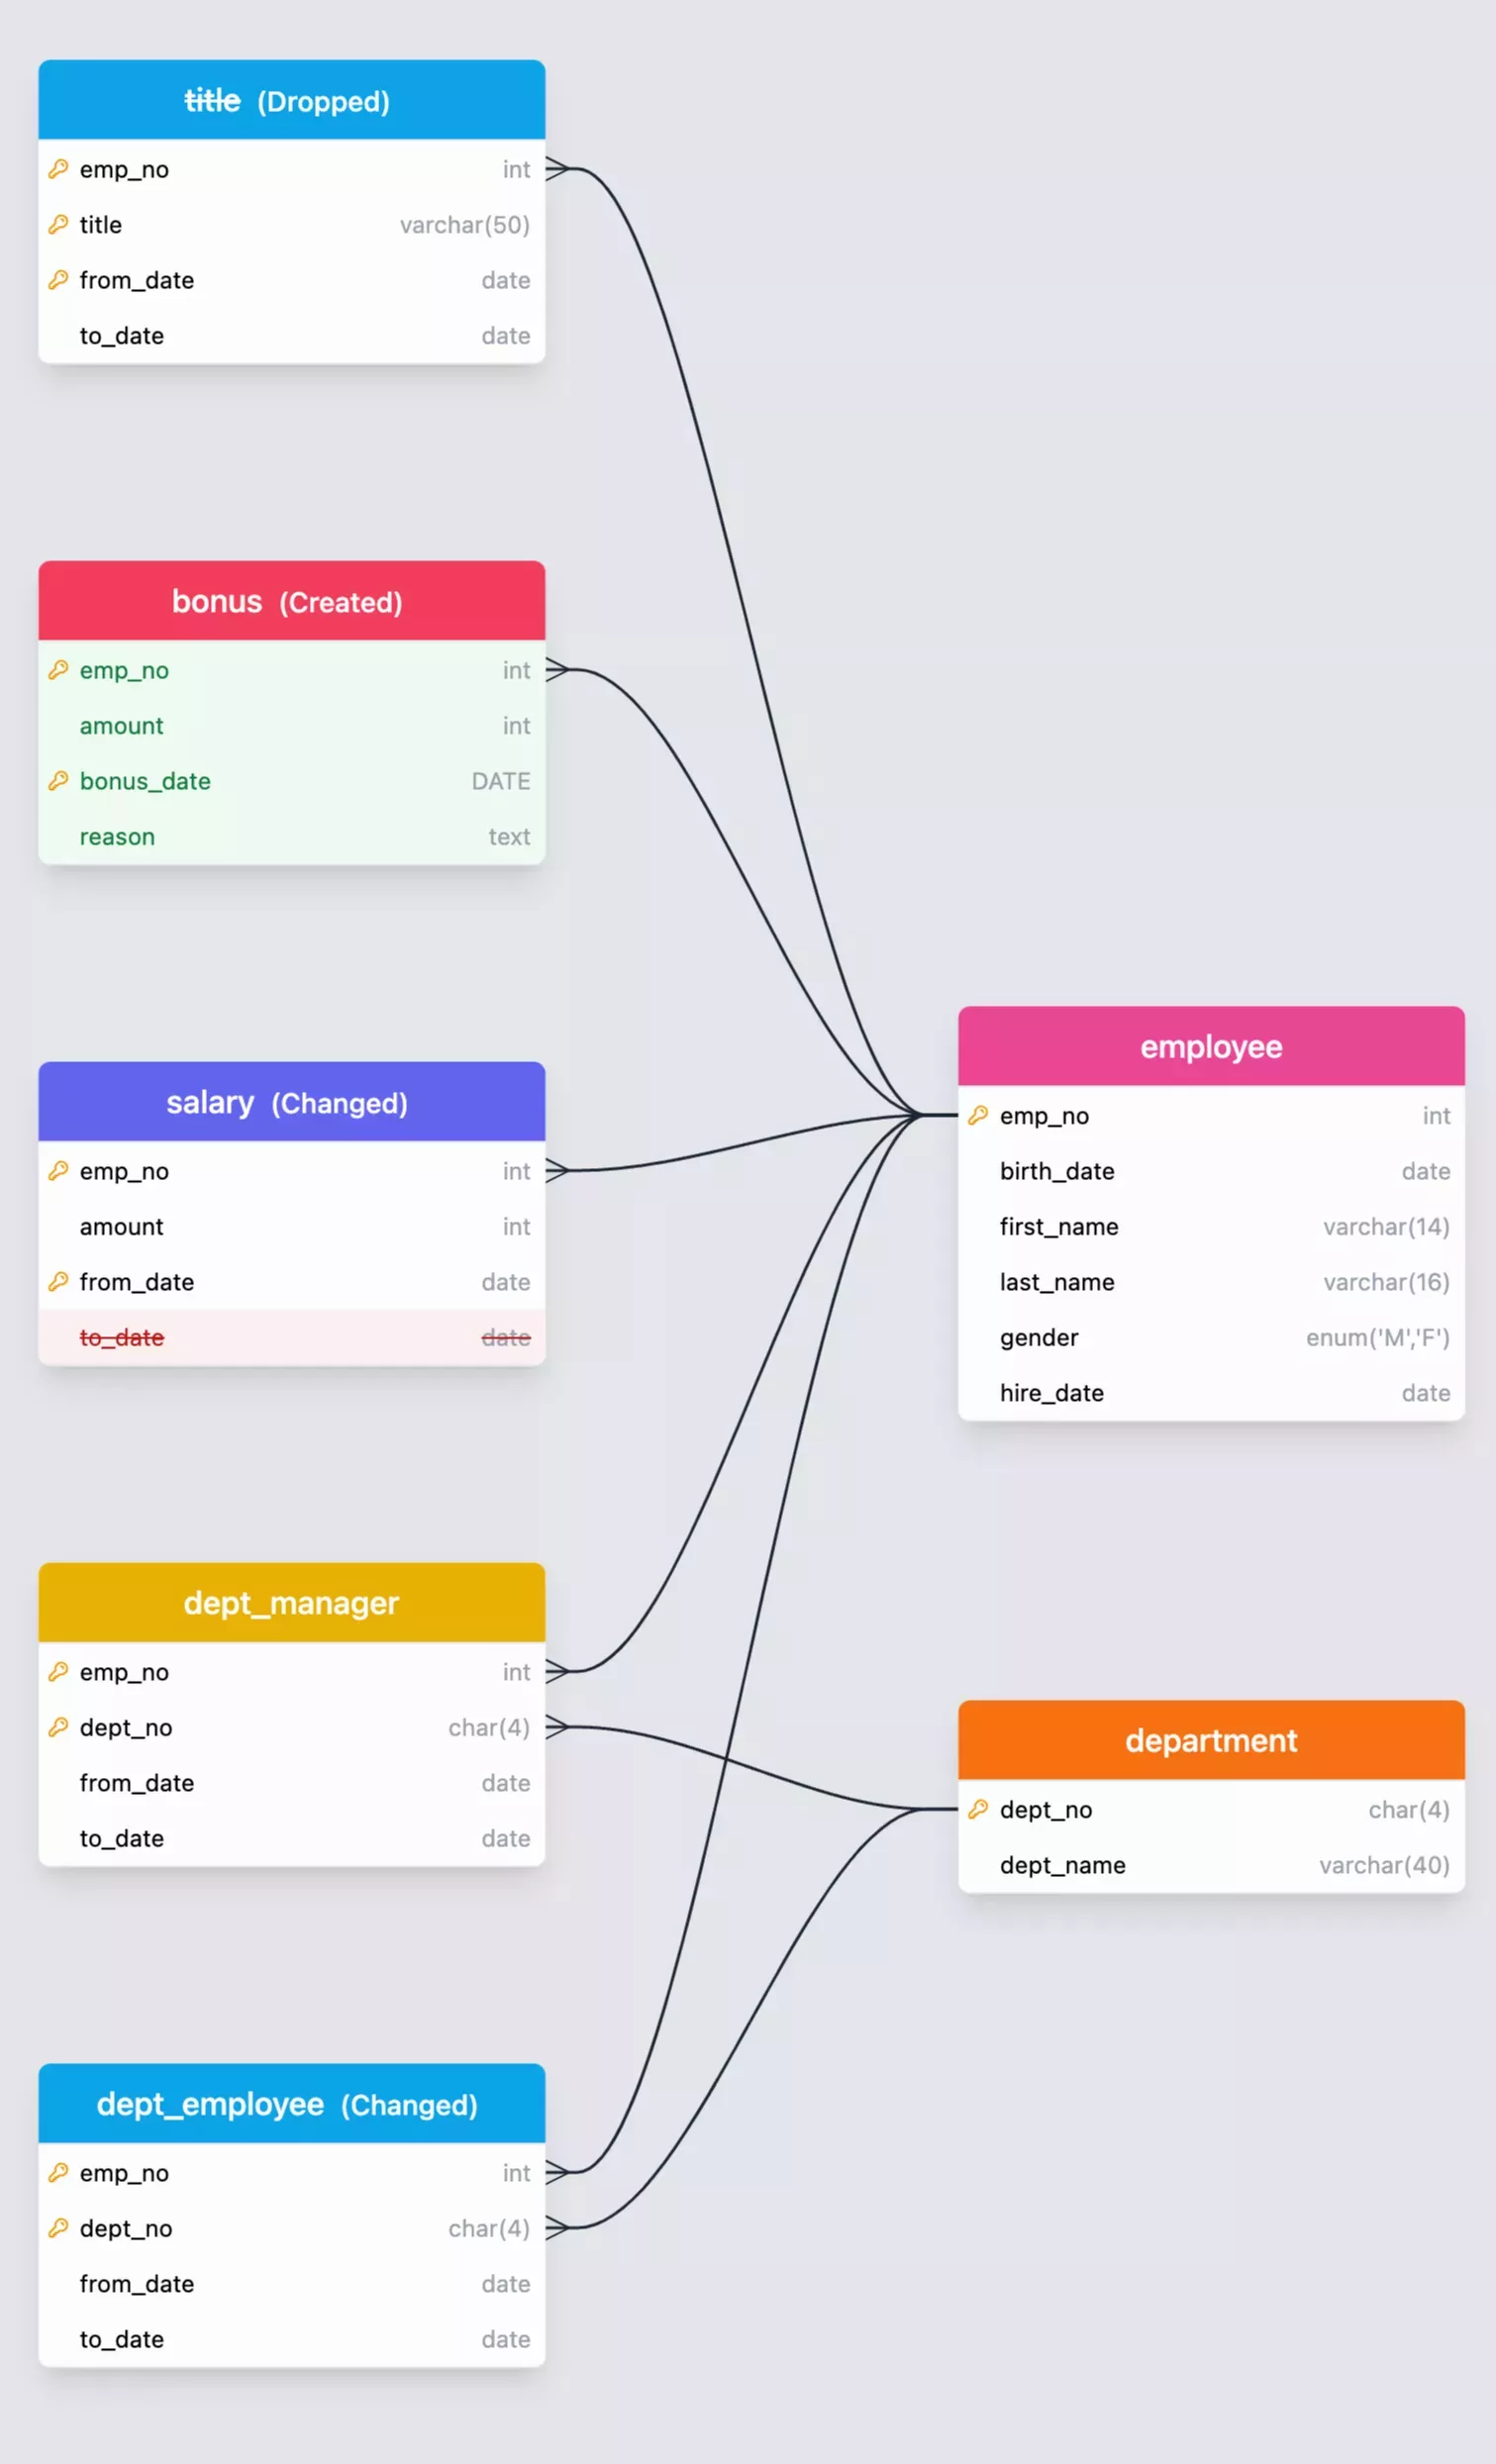 title (Dropped)
emp_no int
title varchar(50)
from_date date
to_date date
bonus (Created)
emp_no int
amount int
bonus_date DATE
reason text
salary (Changed)
emp_no int
amount int
from_date date
to_date date
employee
emp_no int
birth_date date
first_name varchar(14)
last_name varchar(16)
gender enum('M','F')
hire_date date
dept_manager
emp_no int
dept_no char(4)
from_date date
to_date date
department
dept_no char(4)
dept_name varchar(40)
dept_employee (Changed)
emp_no int
dept_no char(4)
from_date date
to_date date